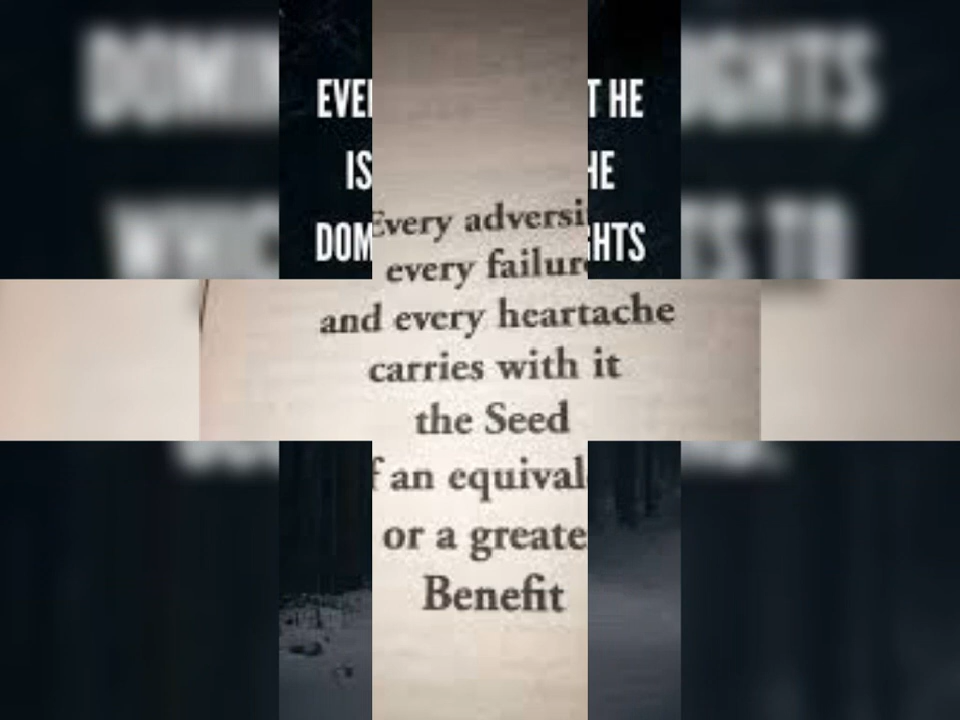 EVE T HE
IS HE
DOM GHTS
Every adversi
every failure
and every heartache
carries with it
the Seed
f an equival
or a greate
Benefit